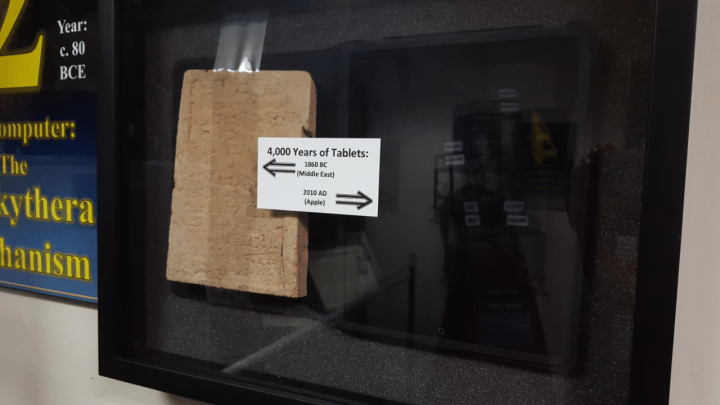 2
Year:
c. 80
BCE
omputer:
The
kythera
hanism
4,000 Years of Tablets:
1860 BC
(Middle East)
2010 AD
(Apple)